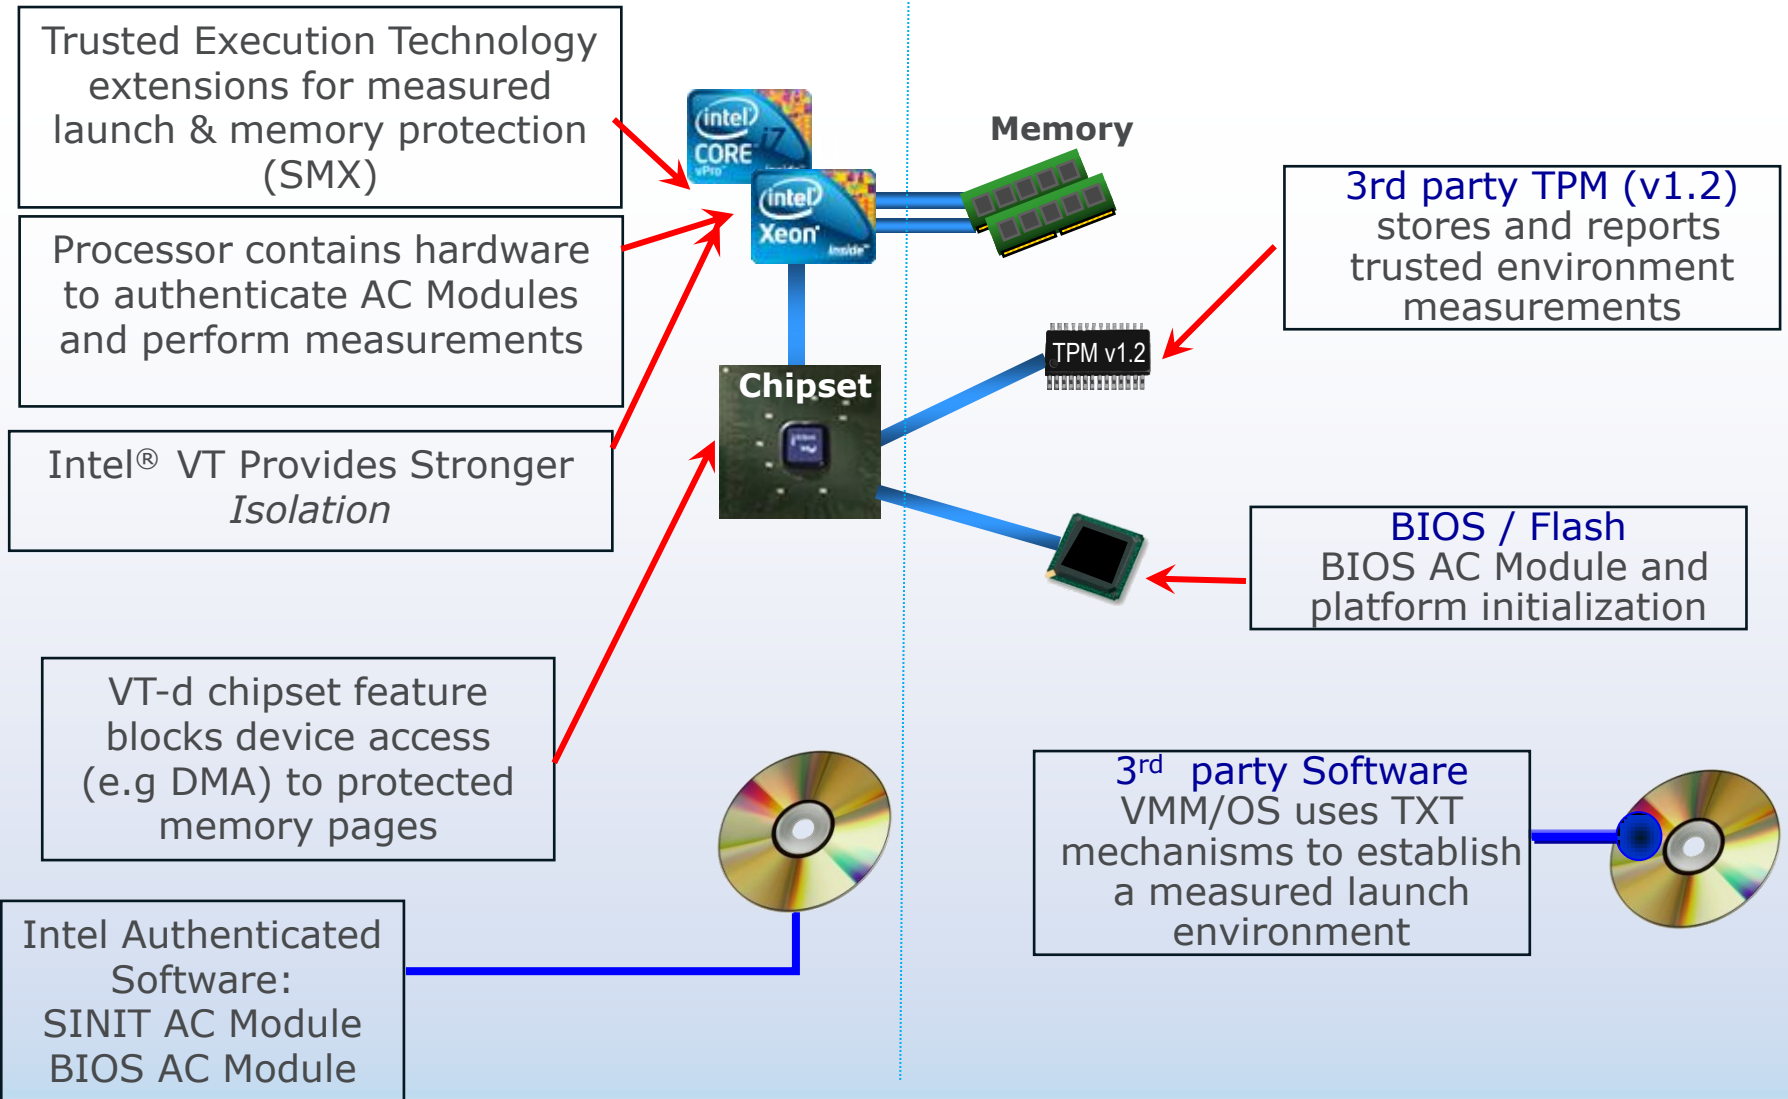 Trusted Execution Technology
extensions for measured
launch & memory protection
(SMX)
Processor contains hardware
to authenticate AC Modules
and perform measurements
Intel® VT Provides Stronger
Isolation
VT-d chipset feature
blocks device access
(e.g DMA) to protected
memory pages
Intel Authenticated
Software:
SINIT AC Module
BIOS AC Module
intel
CORE i7
vPro™ inside™
intel
Xeon®
inside™
Chipset
Memory
TPM v1.2
3rd party TPM (v1.2)
stores and reports
trusted environment
measurements
BIOS / Flash
BIOS AC Module and
platform initialization
3rd party Software
VMM/OS uses TXT
mechanisms to establish
a measured launch
environment